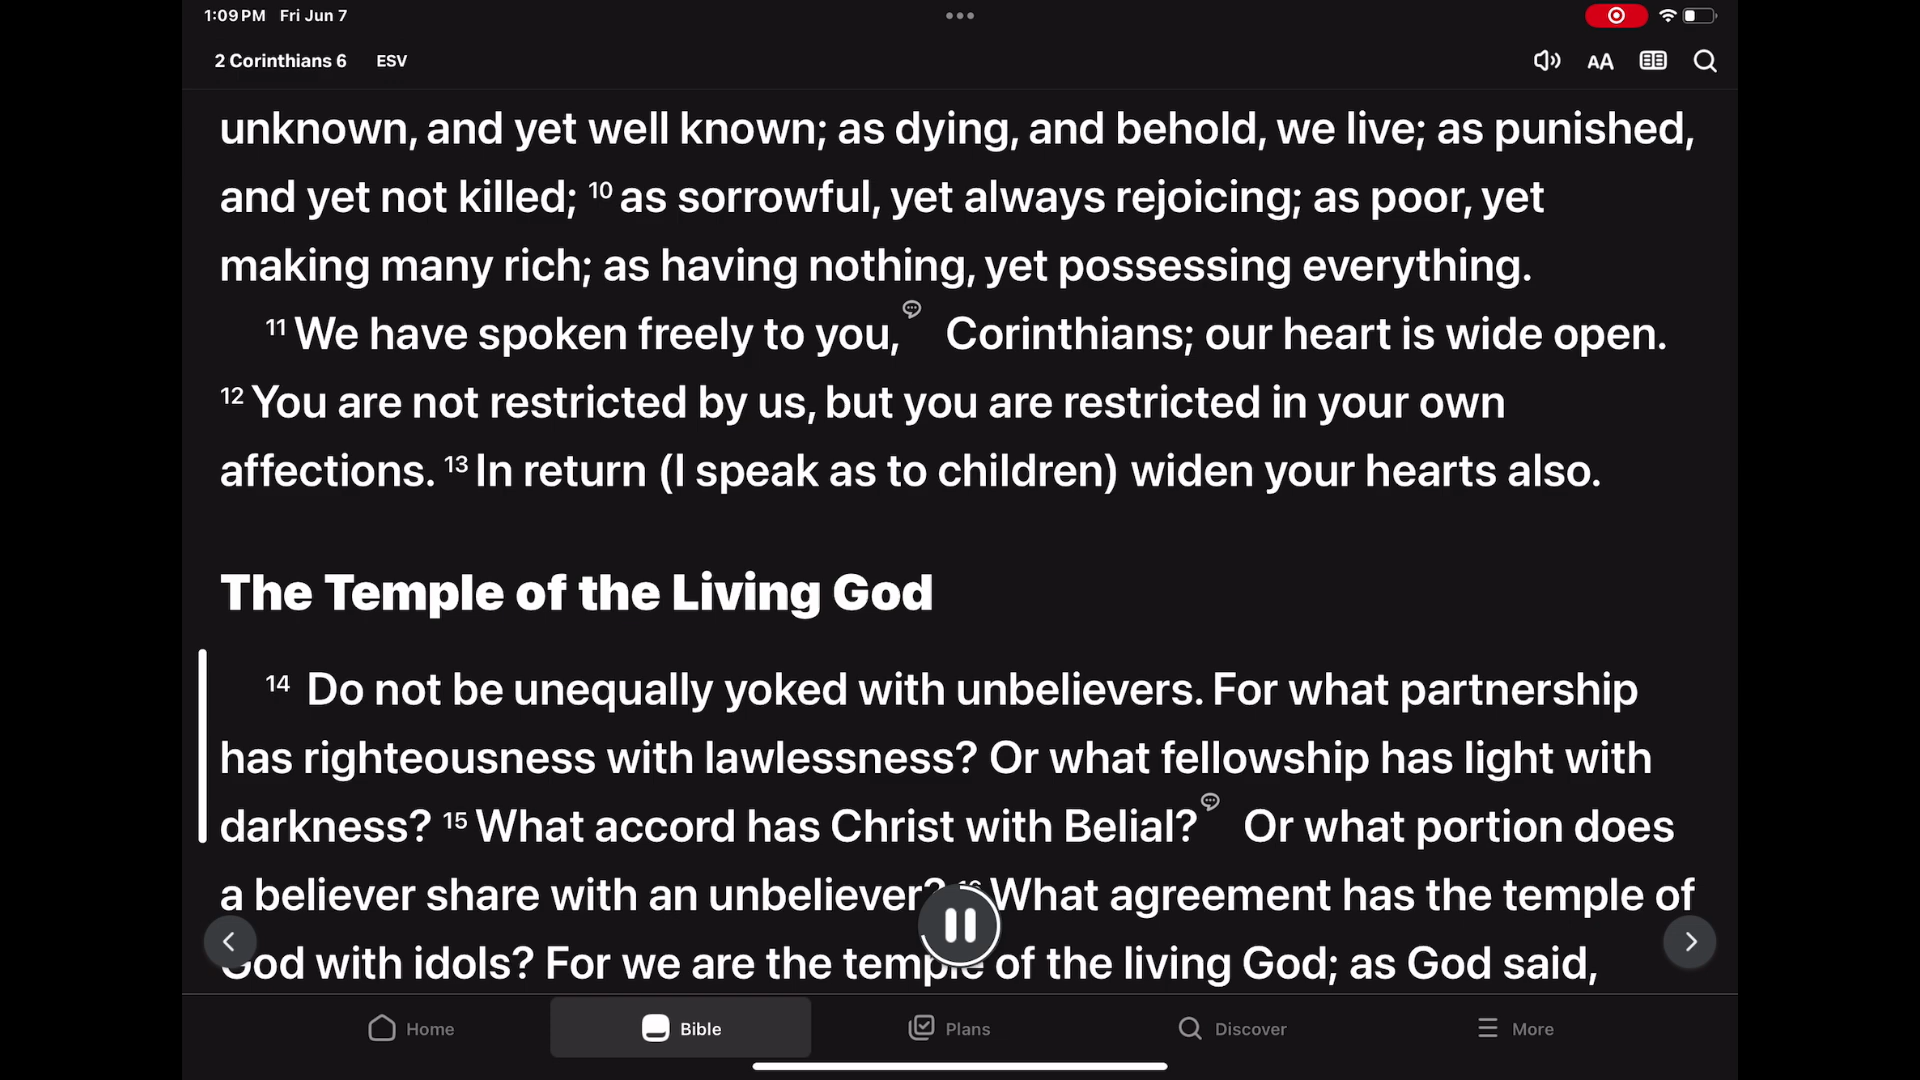 1:09 PM Fri Jun 7
2 Corinthians 6 ESV AA
unknown, and yet well known; as dying, and behold, we live; as punished,
and yet not killed; 10 as sorrowful, yet always rejoicing; as poor, yet
making many rich; as having nothing, yet possessing everything.
11 We have spoken freely to you, Corinthians; our heart is wide open.
12 You are not restricted by us, but you are restricted in your own
affections. 13 In return (I speak as to children) widen your hearts also.
The Temple of the Living God
14 Do not be unequally yoked with unbelievers. For what partnership
has righteousness with lawlessness? Or what fellowship has light with
darkness? 15 What accord has Christ with Belial? Or what portion does
a believer share with an unbeliever? What agreement has the temple of
God with idols? For we are the temple of the living God; as God said,
Home Bible Plans Discover More